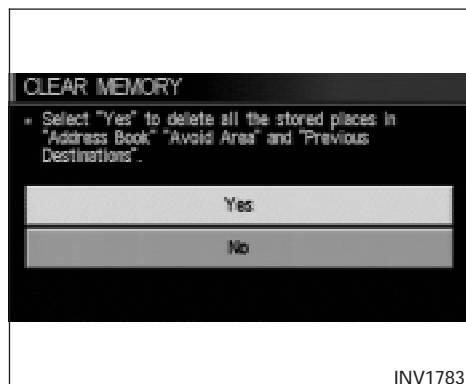 CLEAR MEMORY
- Select "Yes" to delete all the stored places in
"Address Book" "Avoid Area" and "Previous
Destinations".
Yes
No
INV1783